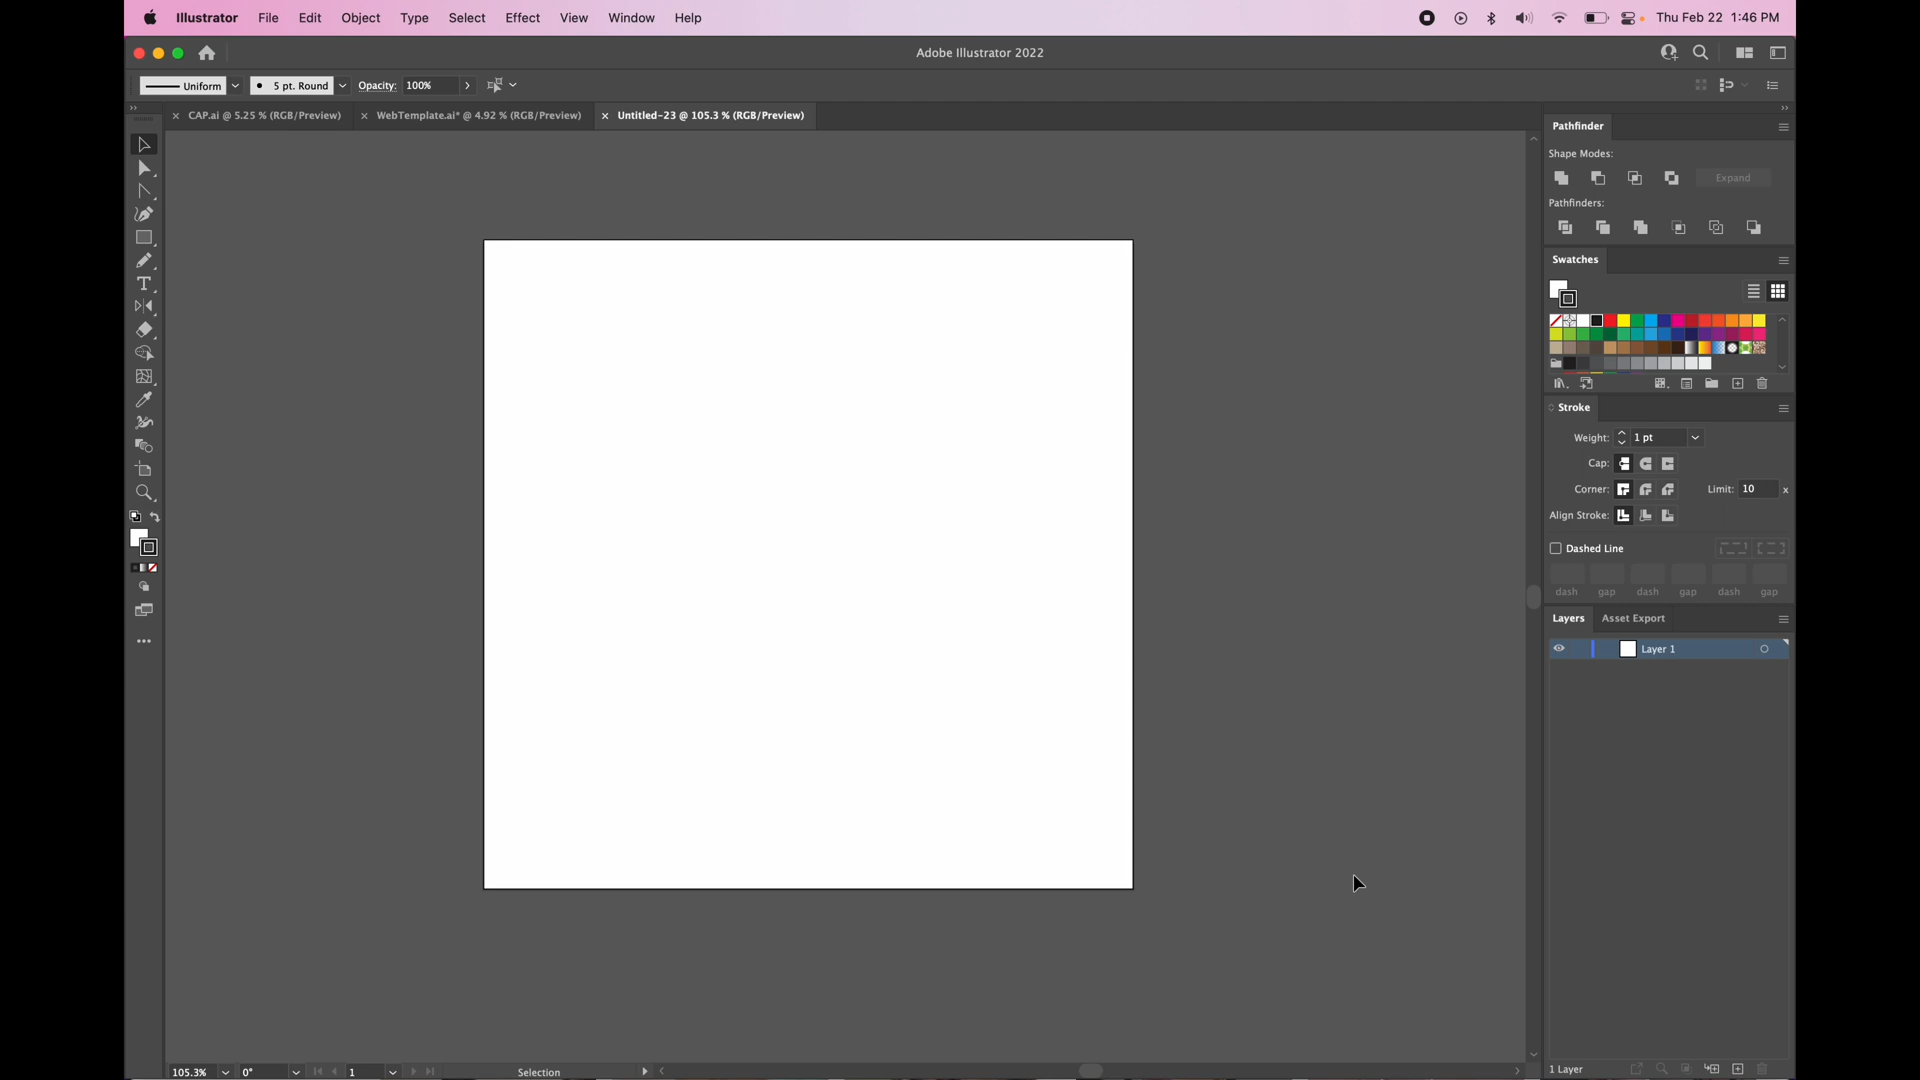 Illustrator File Edit Object Type Select Effect View Window Help Thu Feb 22 1:46 PM
Adobe Illustrator 2022
Uniform 5 pt. Round Opacity: 100%
CAP.ai @ 5.25 % (RGB/Preview) WebTemplate.ai* @ 4.92 % (RGB/Preview) Untitled-23 @ 105.3 % (RGB/Preview)
Pathfinder
Shape Modes:
Expand
Pathfinders:
Swatches
Stroke
Weight: 1 pt
Cap:
Corner: Limit: 10 x
Align Stroke:
Dashed Line
dash gap dash gap dash gap
Layers Asset Export
Layer 1
105.3% 0° 1 Selection 1 Layer